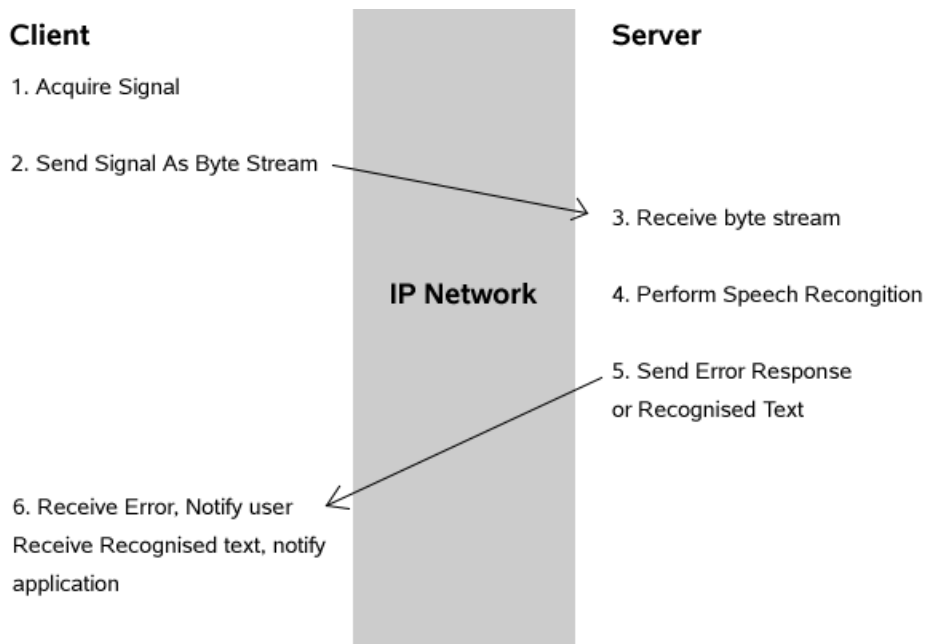 Client
1. Acquire Signal
2. Send Signal As Byte Stream
IP Network
6. Receive Error, Notify user
Receive Recognised text, notify
application
Server
3. Receive byte stream
4. Perform Speech Recongition
5. Send Error Response
or Recognised Text